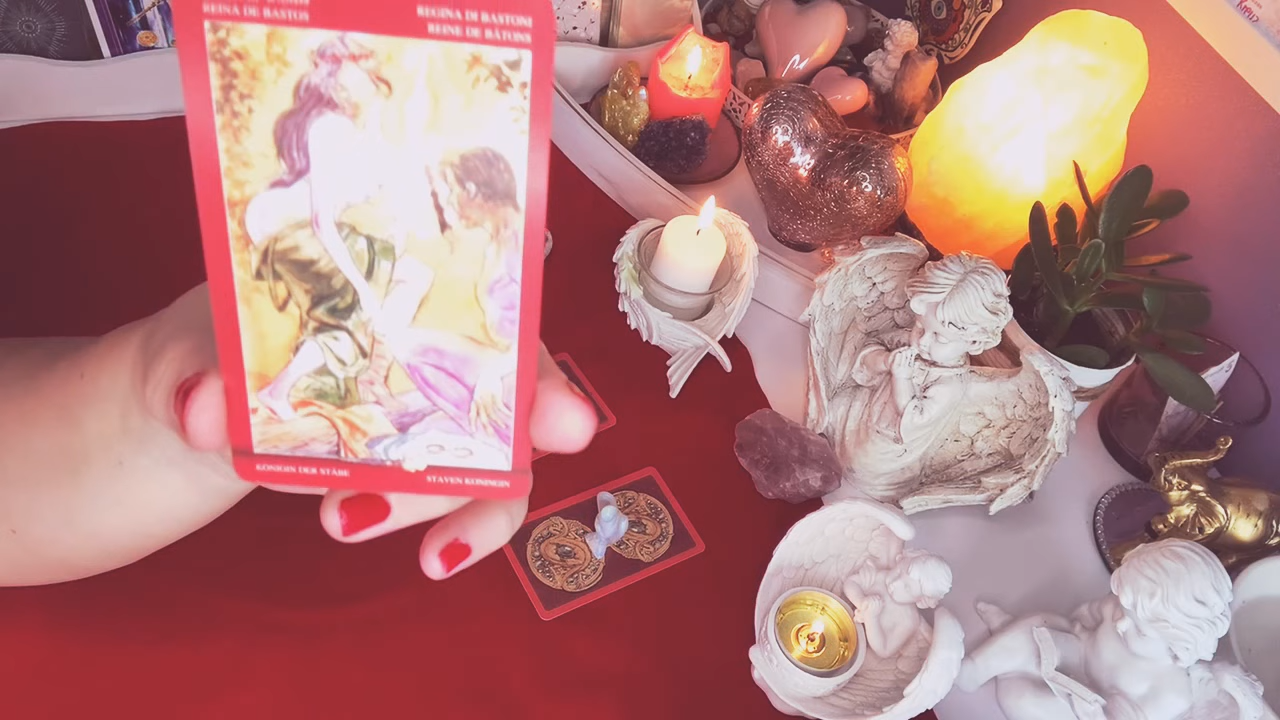 REINA DE BASTOS
REGINA DI BASTONI
REINE DE BÂTONS
KÖNIGIN DER STÄBE
STAVEN KONINGIN